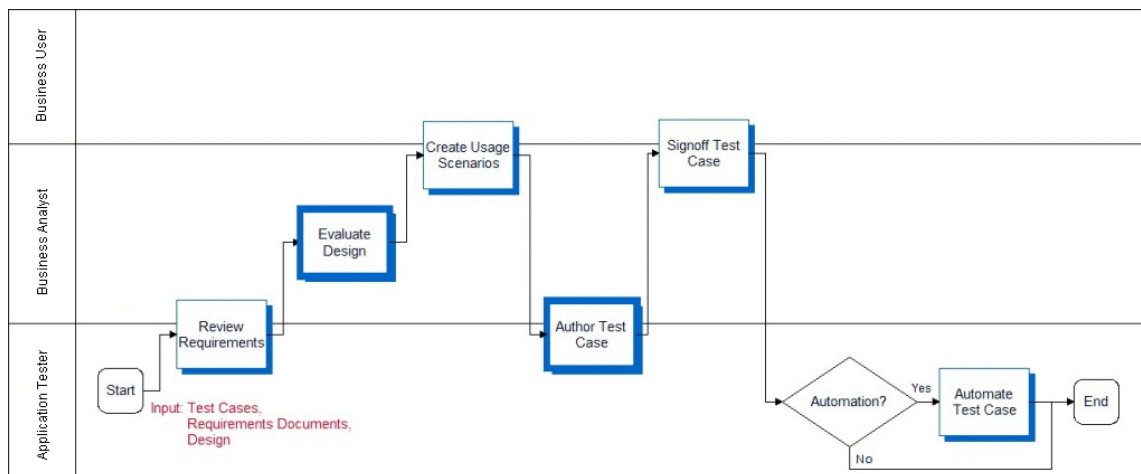 Business User
Business Analyst
Application Tester
Start
Input: Test Cases,
Requirements Documents,
Design
Review
Requirements
Evaluate
Design
Create Usage
Scenarios
Author Test
Case
Signoff Test
Case
Automation?
Yes
No
Automate
Test Case
End